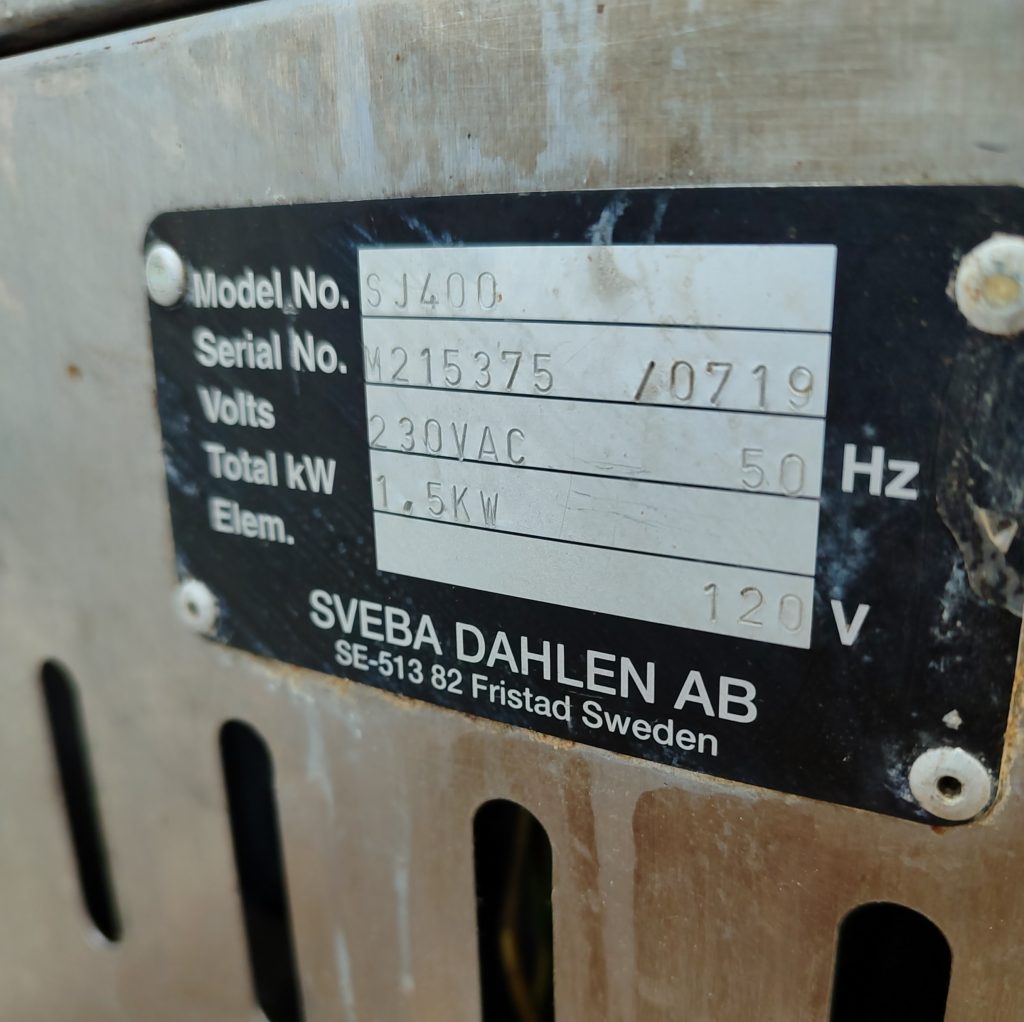 Model No. SJ400
Serial No. M215375 /0719
Volts 230VAC 50 Hz
Total kW 1.5KW
Elem. 120 V
SVEBA DAHLEN AB
SE-513 82 Fristad Sweden